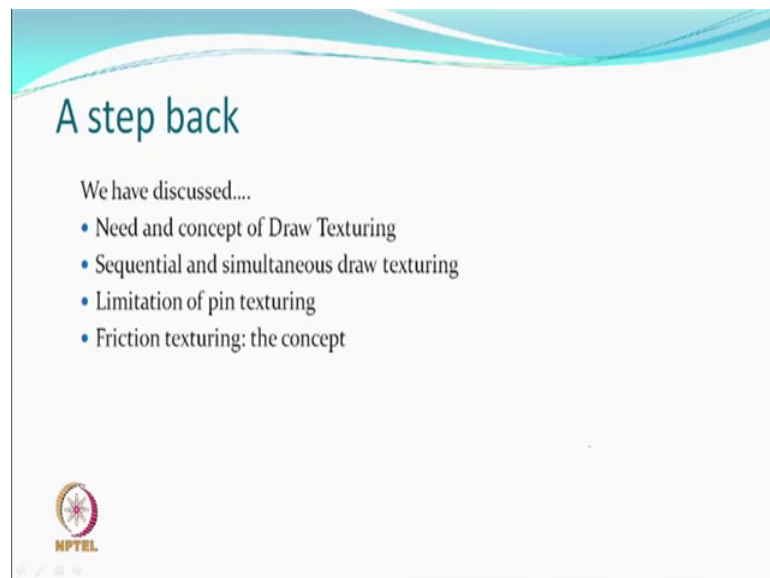 A step back
We have discussed....
• Need and concept of Draw Texturing
• Sequential and simultaneous draw texturing
• Limitation of pin texturing
• Friction texturing: the concept
NPTEL